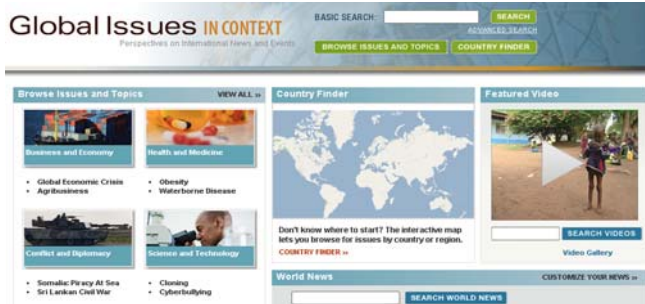 Global Issues IN CONTEXT
Perspectives on International News and Events
BASIC SEARCH:
SEARCH
ADVANCED SEARCH
BROWSE ISSUES AND TOPICS
COUNTRY FINDER
Browse Issues and Topics
VIEW ALL »
Business and Economy
Health and Medicine
• Global Economic Crisis
• Agribusiness
• Obesity
• Waterborne Disease
Conflict and Diplomacy
Science and Technology
• Somalia: Piracy At Sea
• Sri Lankan Civil War
• Cloning
• Cyberbullying
Country Finder
Don't know where to start? The interactive map
lets you browse for issues by country or region.
COUNTRY FINDER »
Featured Video
SEARCH VIDEOS
Video Gallery
World News
CUSTOMIZE YOUR NEWS »
SEARCH WORLD NEWS